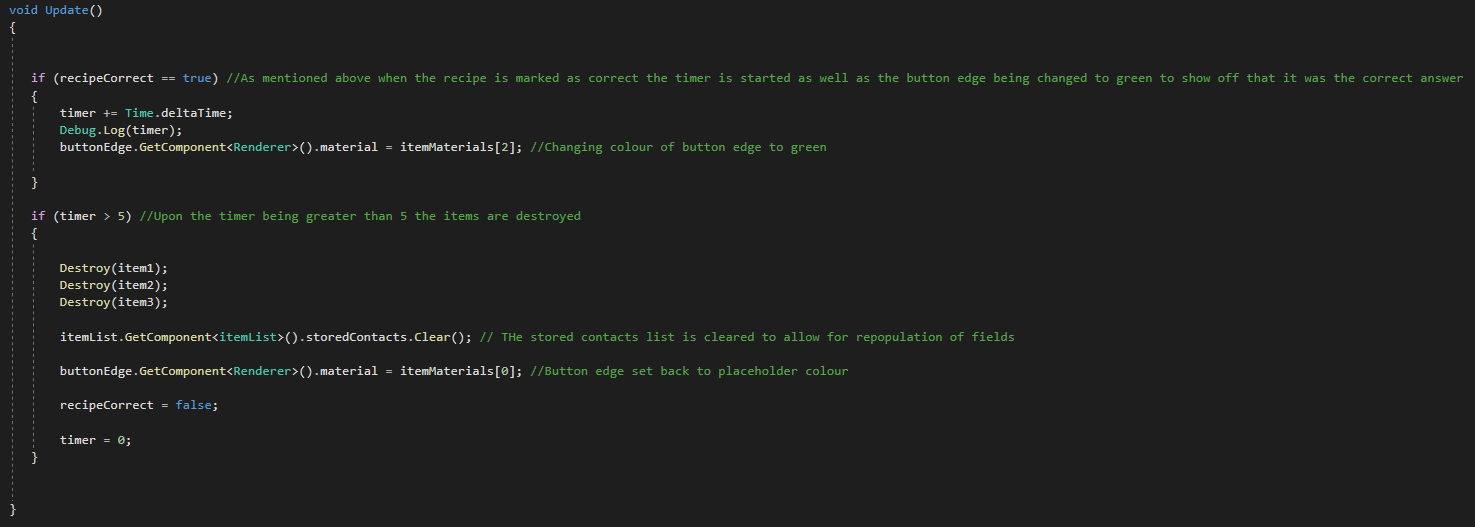 void Update()
{
if (recipeCorrect == true) //As mentioned above when the recipe is marked as correct the timer is started as well as the button edge being changed to green to show off that it was the correct answer
{
timer += Time.deltaTime;
Debug.Log(timer);
buttonEdge.GetComponent<Renderer>().material = itemMaterials[2]; //Changing colour of button edge to green
}
if (timer > 5) //Upon the timer being greater than 5 the items are destroyed
{
Destroy(item1);
Destroy(item2);
Destroy(item3);
itemList.GetComponent<itemList>().storedContacts.Clear(); // THe stored contacts list is cleared to allow for repopulation of fields
buttonEdge.GetComponent<Renderer>().material = itemMaterials[0]; //Button edge set back to placeholder colour
recipeCorrect = false;
timer = 0;
}
}